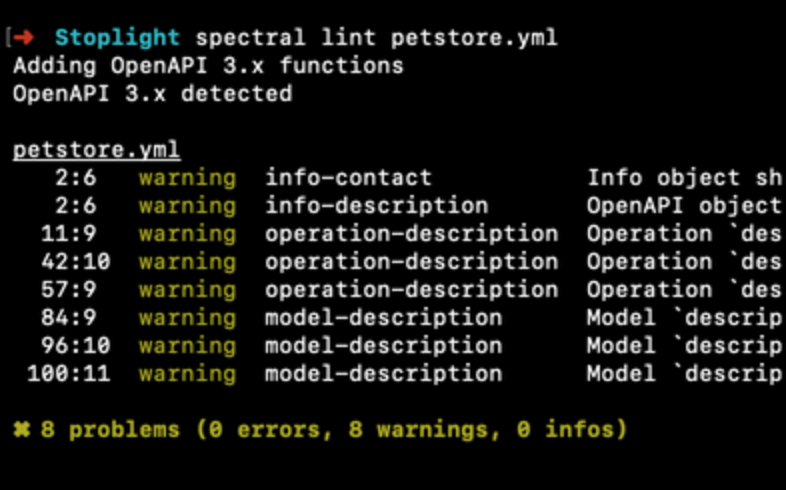 [➜ Stoplight spectral lint petstore.yml
Adding OpenAPI 3.x functions
OpenAPI 3.x detected
petstore.yml
2:6 warning info-contact Info object sh
2:6 warning info-description OpenAPI object
11:9 warning operation-description Operation `des
42:10 warning operation-description Operation `des
57:9 warning operation-description Operation `des
84:9 warning model-description Model `descrip
96:10 warning model-description Model `descrip
100:11 warning model-description Model `descrip
✖ 8 problems (0 errors, 8 warnings, 0 infos)